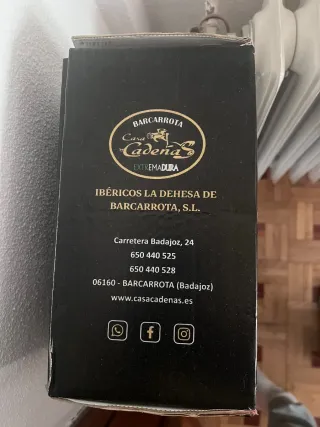 BARCARROTA
Casa
Cadenas
EXTREMADURA
IBÉRICOS LA DEHESA DE
BARCARROTA, S.L.
Carretera Badajoz, 24
650 440 525
650 440 528
06160 - BARCARROTA (Badajoz)
www.casacadenas.es